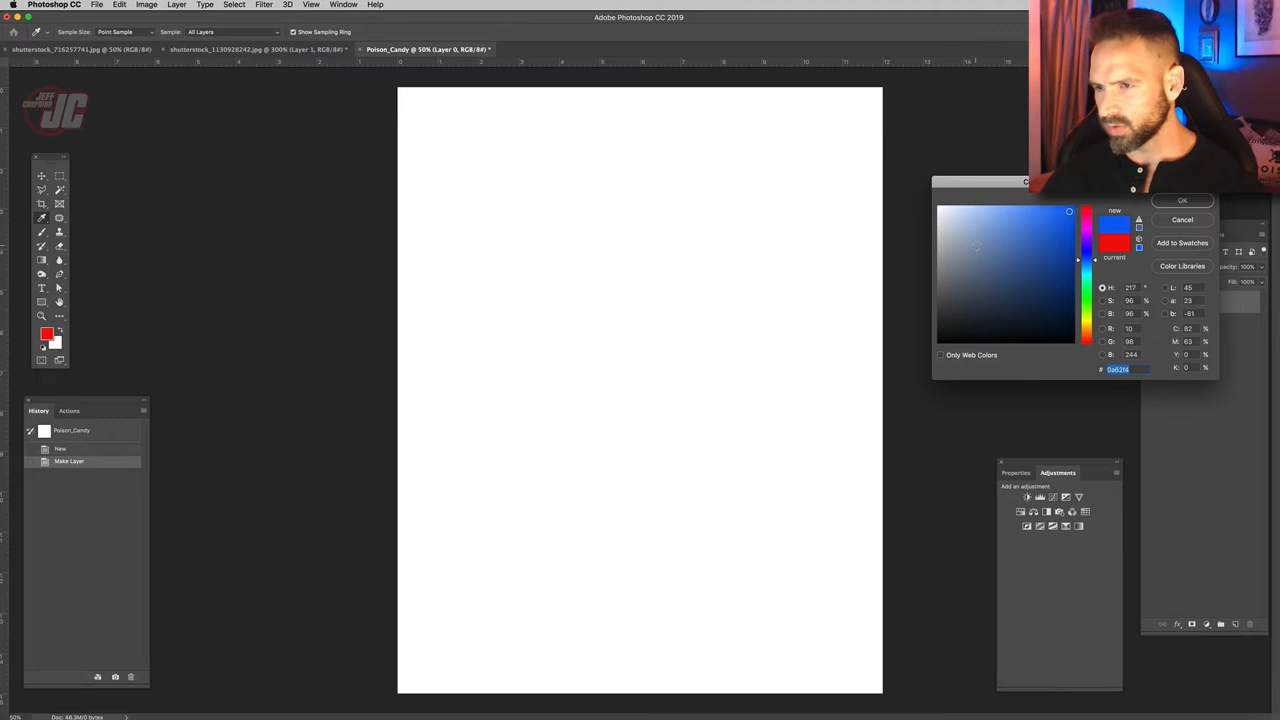 Photoshop CC File Edit Image Layer Type Select Filter 3D View Window Help
Adobe Photoshop CC 2019
Sample Size: Point Sample Sample: All Layers Show Sampling Ring
shutterstock_716257741.jpg @ 50% (RGB/8#) × shutterstock_1130928242.jpg @ 300% (Layer 1, RGB/8#) * × Poison_Candy @ 50% (Layer 0, RGB/8#) *
JEFF
CHAPMAN
JC
new
current
OK
Cancel
Add to Swatches
Color Libraries
H: 217 °
L: 45
S: 96 %
a: 23
B: 96 %
b: -81
R: 10
C: 82 %
G: 98
M: 63 %
B: 244
Y: 0 %
# 0a62f4
K: 0 %
Only Web Colors
100%
Fill: 100%
History Actions
Poison_Candy
New
Make Layer
Properties Adjustments
Add an adjustment
50% Doc: 46.3M/0 bytes